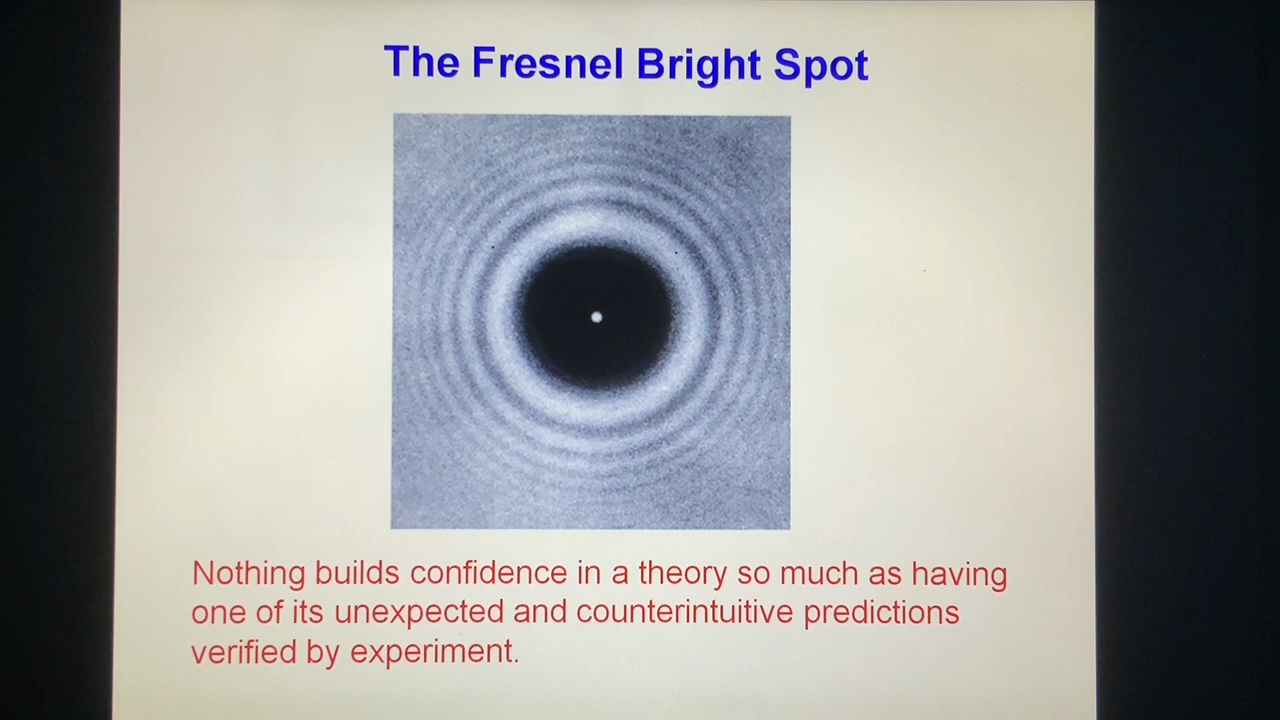 The Fresnel Bright Spot
Nothing builds confidence in a theory so much as having
one of its unexpected and counterintuitive predictions
verified by experiment.